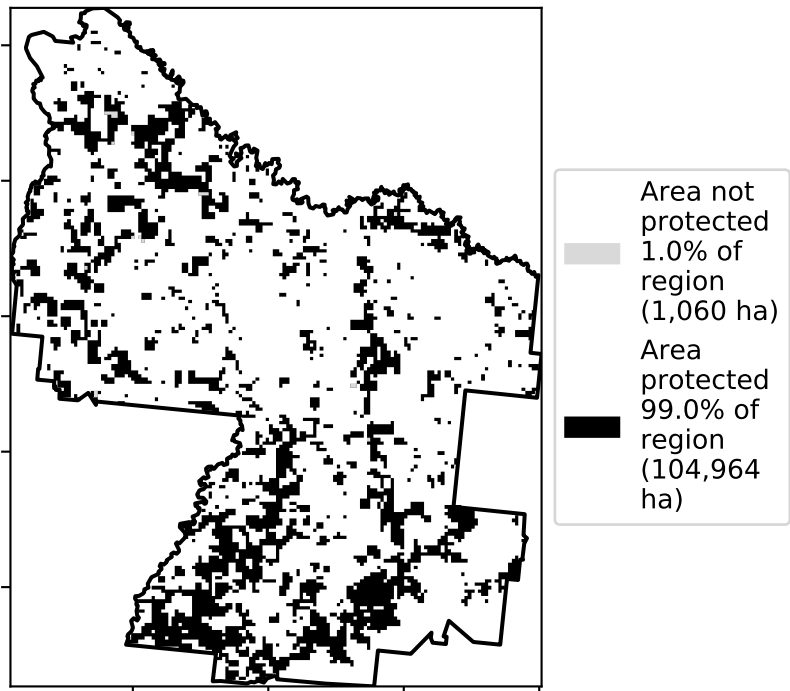 Area not
protected
1.0% of
region
(1,060 ha)
Area
protected
99.0% of
region
(104,964
ha)